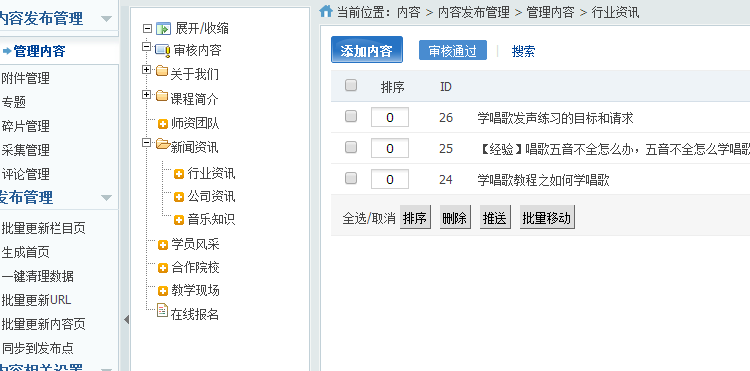 内容发布管理
管理内容
附件管理
专题
碎片管理
采集管理
评论管理
发布管理
批量更新栏目页
生成首页
一键清理数据
批量更新URL
批量更新内容页
同步到发布点
内容相关设置
展开/收缩
审核内容
关于我们
课程简介
师资团队
新闻资讯
行业资讯
公司资讯
音乐知识
学员风采
合作院校
教学现场
在线报名
当前位置：内容 > 内容发布管理 > 管理内容 > 行业资讯
添加内容 审核通过 | 搜索
排序 ID
0 26 学唱歌发声练习的目标和请求
0 25 【经验】唱歌五音不全怎么办，五音不全怎么学唱歌
0 24 学唱歌教程之如何学唱歌
全选/取消 排序 删除 推送 批量移动